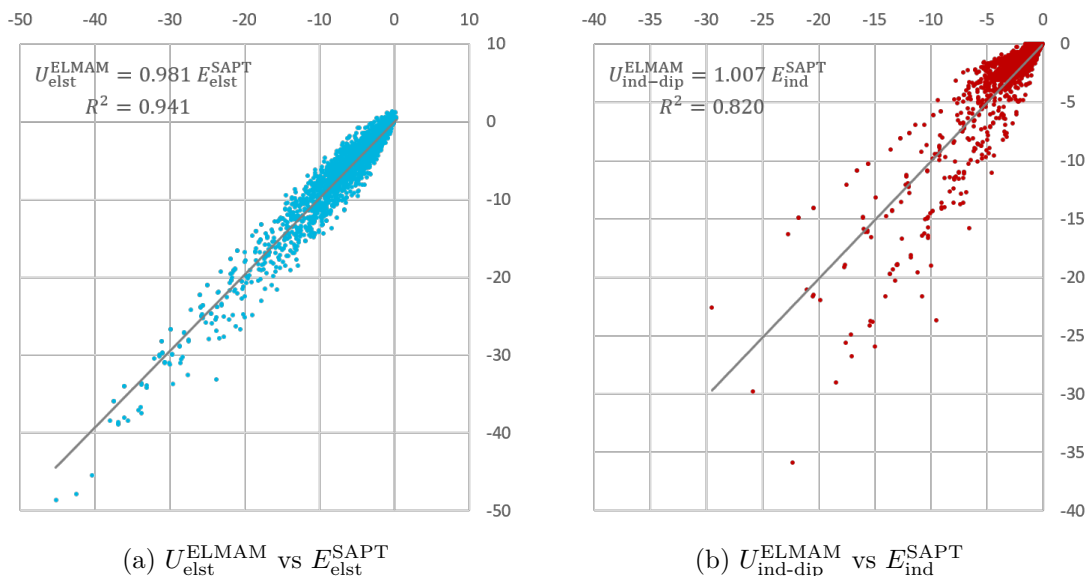 -50 -40 -30 -20 -10 0 10
10
U_elst^ELMAM = 0.981 E_elst^SAPT
R² = 0.941
0
-10
-20
-30
-40
-50
(a) U_elst^ELMAM vs E_elst^SAPT
-40 -35 -30 -25 -20 -15 -10 -5 0
0
U_ind−dip^ELMAM = 1.007 E_ind^SAPT
R² = 0.820
-5
-10
-15
-20
-25
-30
-35
-40
(b) U_ind-dip^ELMAM vs E_ind^SAPT